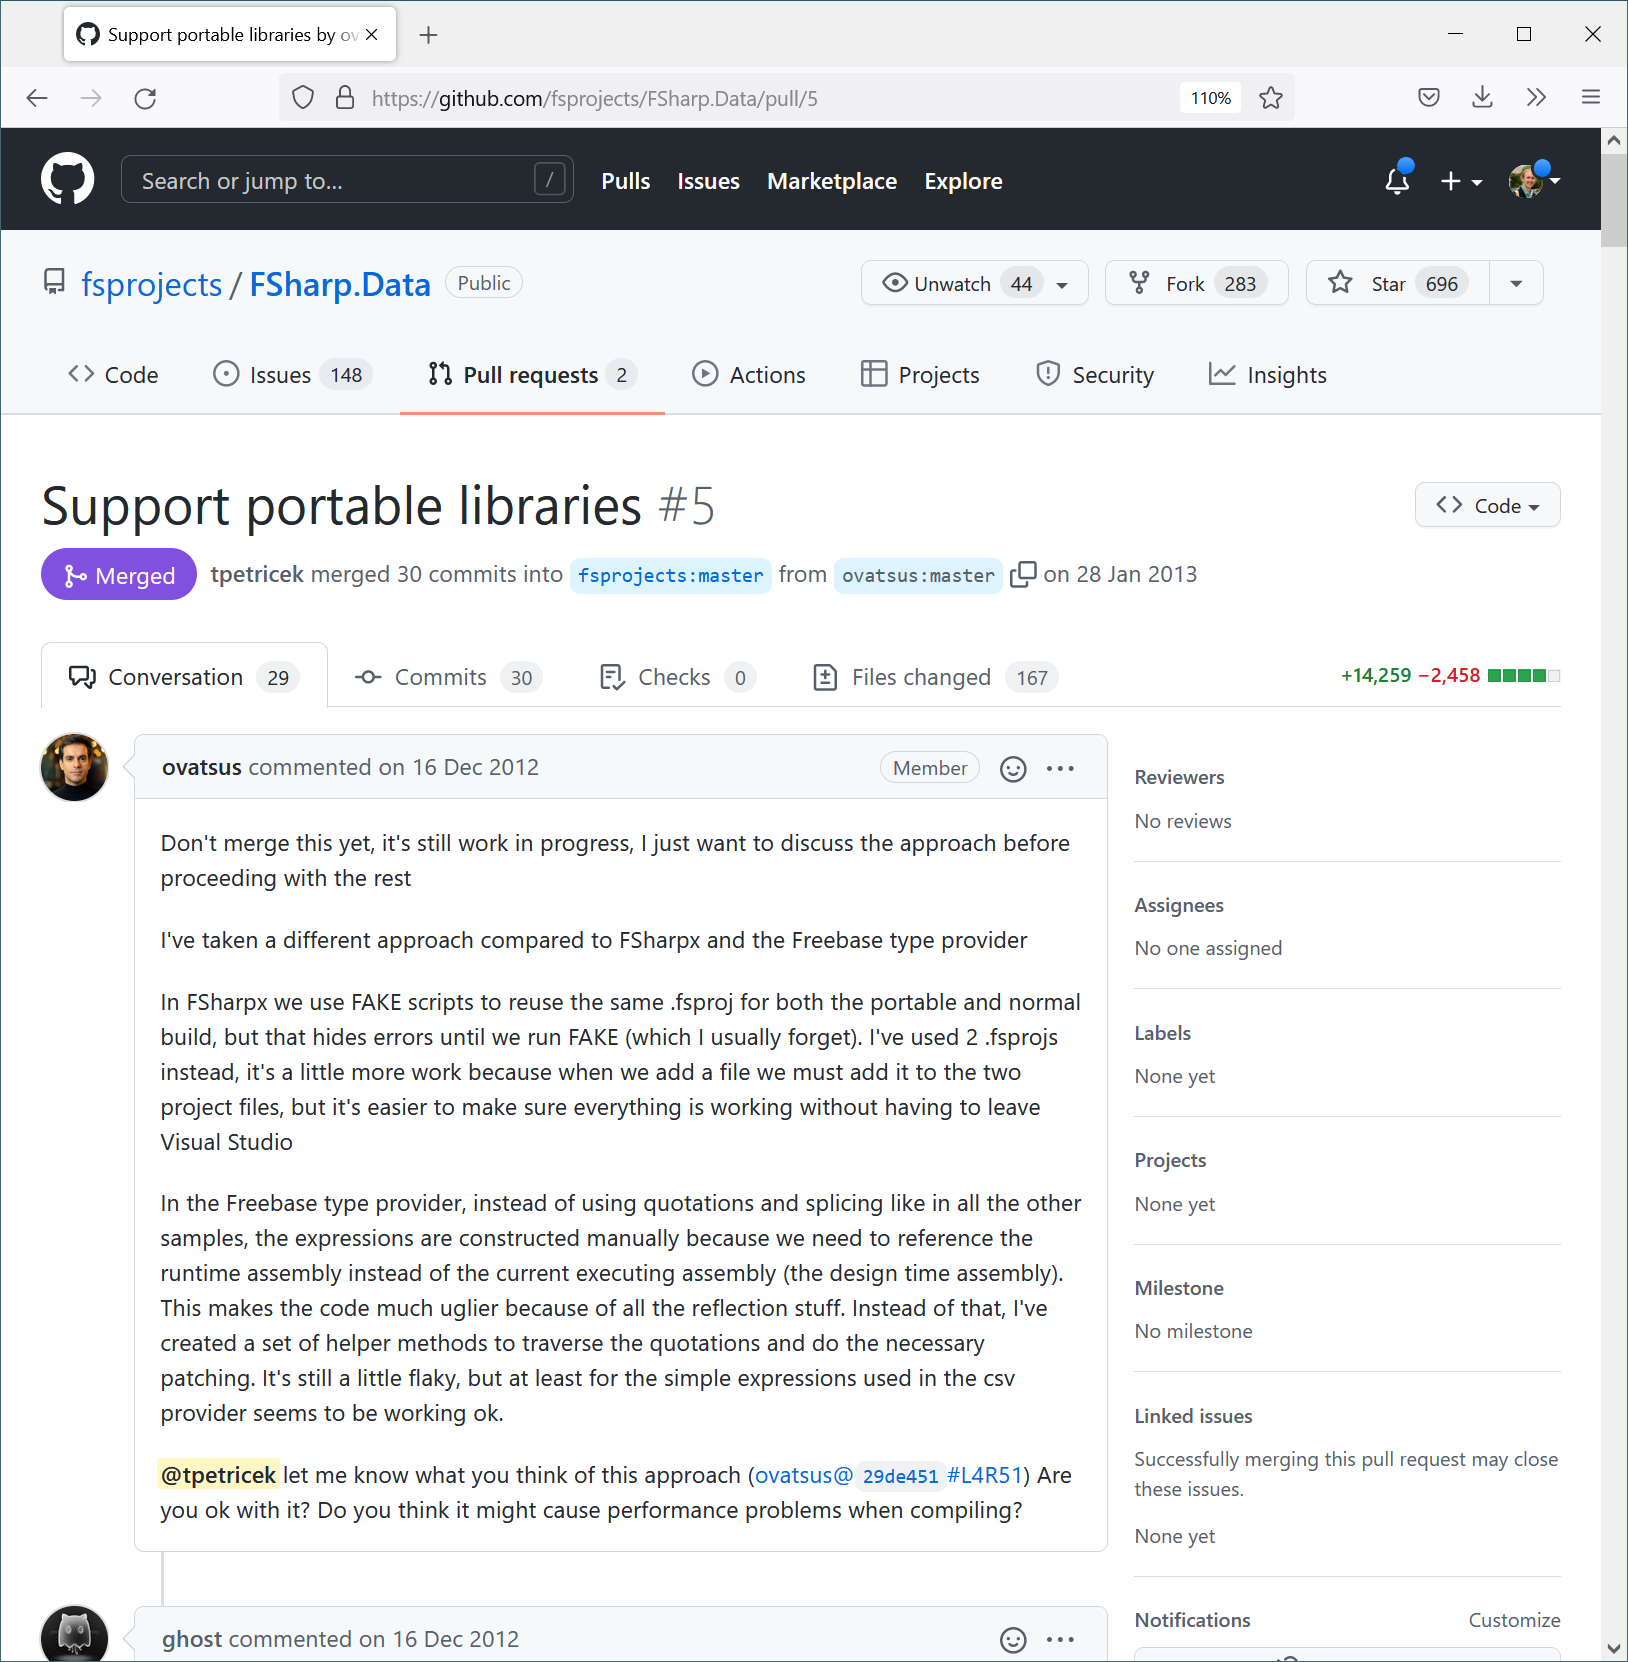 Support portable libraries by ov
https://github.com/fsprojects/FSharp.Data/pull/5
110%
Search or jump to...
/
Pulls Issues Marketplace Explore
fsprojects / FSharp.Data Public
Unwatch 44
Fork 283
Star 696
Code
Issues 148
Pull requests 2
Actions
Projects
Security
Insights
Support portable libraries #5
Code
Merged
tpetricek merged 30 commits into fsprojects:master from ovatsus:master on 28 Jan 2013
Conversation 29
Commits 30
Checks 0
Files changed 167
+14,259 −2,458
ovatsus commented on 16 Dec 2012
Member
Don't merge this yet, it's still work in progress, I just want to discuss the approach before
proceeding with the rest
I've taken a different approach compared to FSharpx and the Freebase type provider
In FSharpx we use FAKE scripts to reuse the same .fsproj for both the portable and normal
build, but that hides errors until we run FAKE (which I usually forget). I've used 2 .fsprojs
instead, it's a little more work because when we add a file we must add it to the two
project files, but it's easier to make sure everything is working without having to leave
Visual Studio
In the Freebase type provider, instead of using quotations and splicing like in all the other
samples, the expressions are constructed manually because we need to reference the
runtime assembly instead of the current executing assembly (the design time assembly).
This makes the code much uglier because of all the reflection stuff. Instead of that, I've
created a set of helper methods to traverse the quotations and do the necessary
patching. It's still a little flaky, but at least for the simple expressions used in the csv
provider seems to be working ok.
@tpetricek let me know what you think of this approach (ovatsus@29de451#L4R51) Are
you ok with it? Do you think it might cause performance problems when compiling?
ghost commented on 16 Dec 2012
Reviewers
No reviews
Assignees
No one assigned
Labels
None yet
Projects
None yet
Milestone
No milestone
Linked issues
Successfully merging this pull request may close
these issues.
None yet
Notifications
Customize